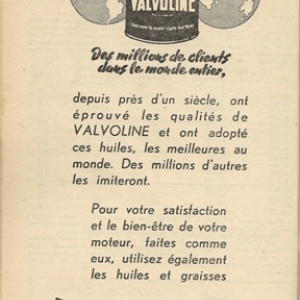 VALVOLINE
Des millions de clients
dans le monde entier,
depuis près d'un siècle, ont
éprouvé les qualités de
VALVOLINE et ont adopté
ces huiles, les meilleures au
monde. Des millions d'autres
les imiteront.
Pour votre satisfaction
et le bien-être de votre
moteur, faites comme
eux, utilisez également
les huiles et graisses